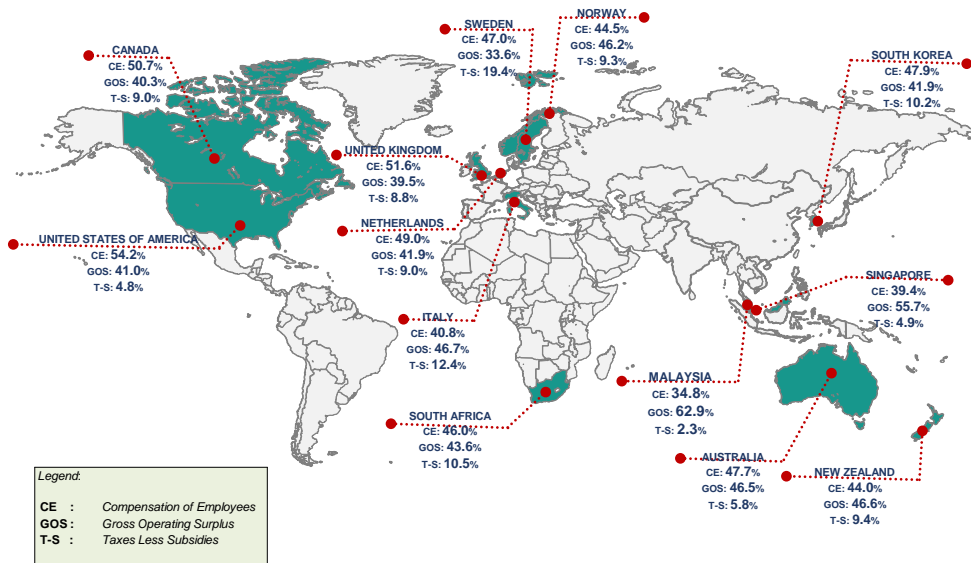 CANADA
CE: 50.7%
GOS: 40.3%
T-S: 9.0%
SWEDEN
CE: 47.0%
GOS: 33.6%
T-S: 19.4%
NORWAY
CE: 44.5%
GOS: 46.2%
T-S: 9.3%
SOUTH KOREA
CE: 47.9%
GOS: 41.9%
T-S: 10.2%
UNITED KINGDOM
CE: 51.6%
GOS: 39.5%
T-S: 8.8%
NETHERLANDS
CE: 49.0%
GOS: 41.9%
T-S: 9.0%
UNITED STATES OF AMERICA
CE: 54.2%
GOS: 41.0%
T-S: 4.8%
SINGAPORE
CE: 39.4%
GOS: 55.7%
T-S: 4.9%
ITALY
CE: 40.8%
GOS: 46.7%
T-S: 12.4%
MALAYSIA
CE: 34.8%
GOS: 62.9%
T-S: 2.3%
SOUTH AFRICA
CE: 46.0%
GOS: 43.6%
T-S: 10.5%
AUSTRALIA
CE: 47.7%
GOS: 46.5%
T-S: 5.8%
NEW ZEALAND
CE: 44.0%
GOS: 46.6%
T-S: 9.4%
Legend:
CE : Compensation of Employees
GOS : Gross Operating Surplus
T-S : Taxes Less Subsidies